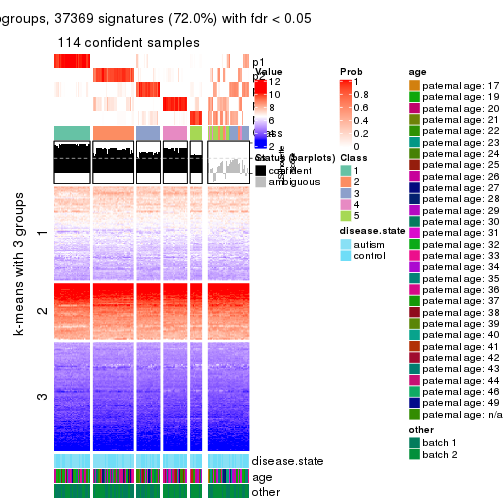 ogroups, 37369 signatures (72.0%) with fdr < 0.05
114 confident samples
p1
Value
12
10
8
6
2
Status (barplots)
confident
ambiguous
Prob
1
0.8
0.6
0.4
0.2
0
Class
1
2
3
4
5
disease.state
autism
control
age
paternal age: 17
paternal age: 19
paternal age: 20
paternal age: 21
paternal age: 22
paternal age: 23
paternal age: 24
paternal age: 25
paternal age: 26
paternal age: 27
paternal age: 28
paternal age: 29
paternal age: 30
paternal age: 31
paternal age: 32
paternal age: 33
paternal age: 34
paternal age: 35
paternal age: 36
paternal age: 37
paternal age: 38
paternal age: 39
paternal age: 40
paternal age: 41
paternal age: 42
paternal age: 43
paternal age: 44
paternal age: 46
paternal age: 49
paternal age: n/a
other
batch 1
batch 2
k-means with 3 groups
1
2
3
disease.state
age
other